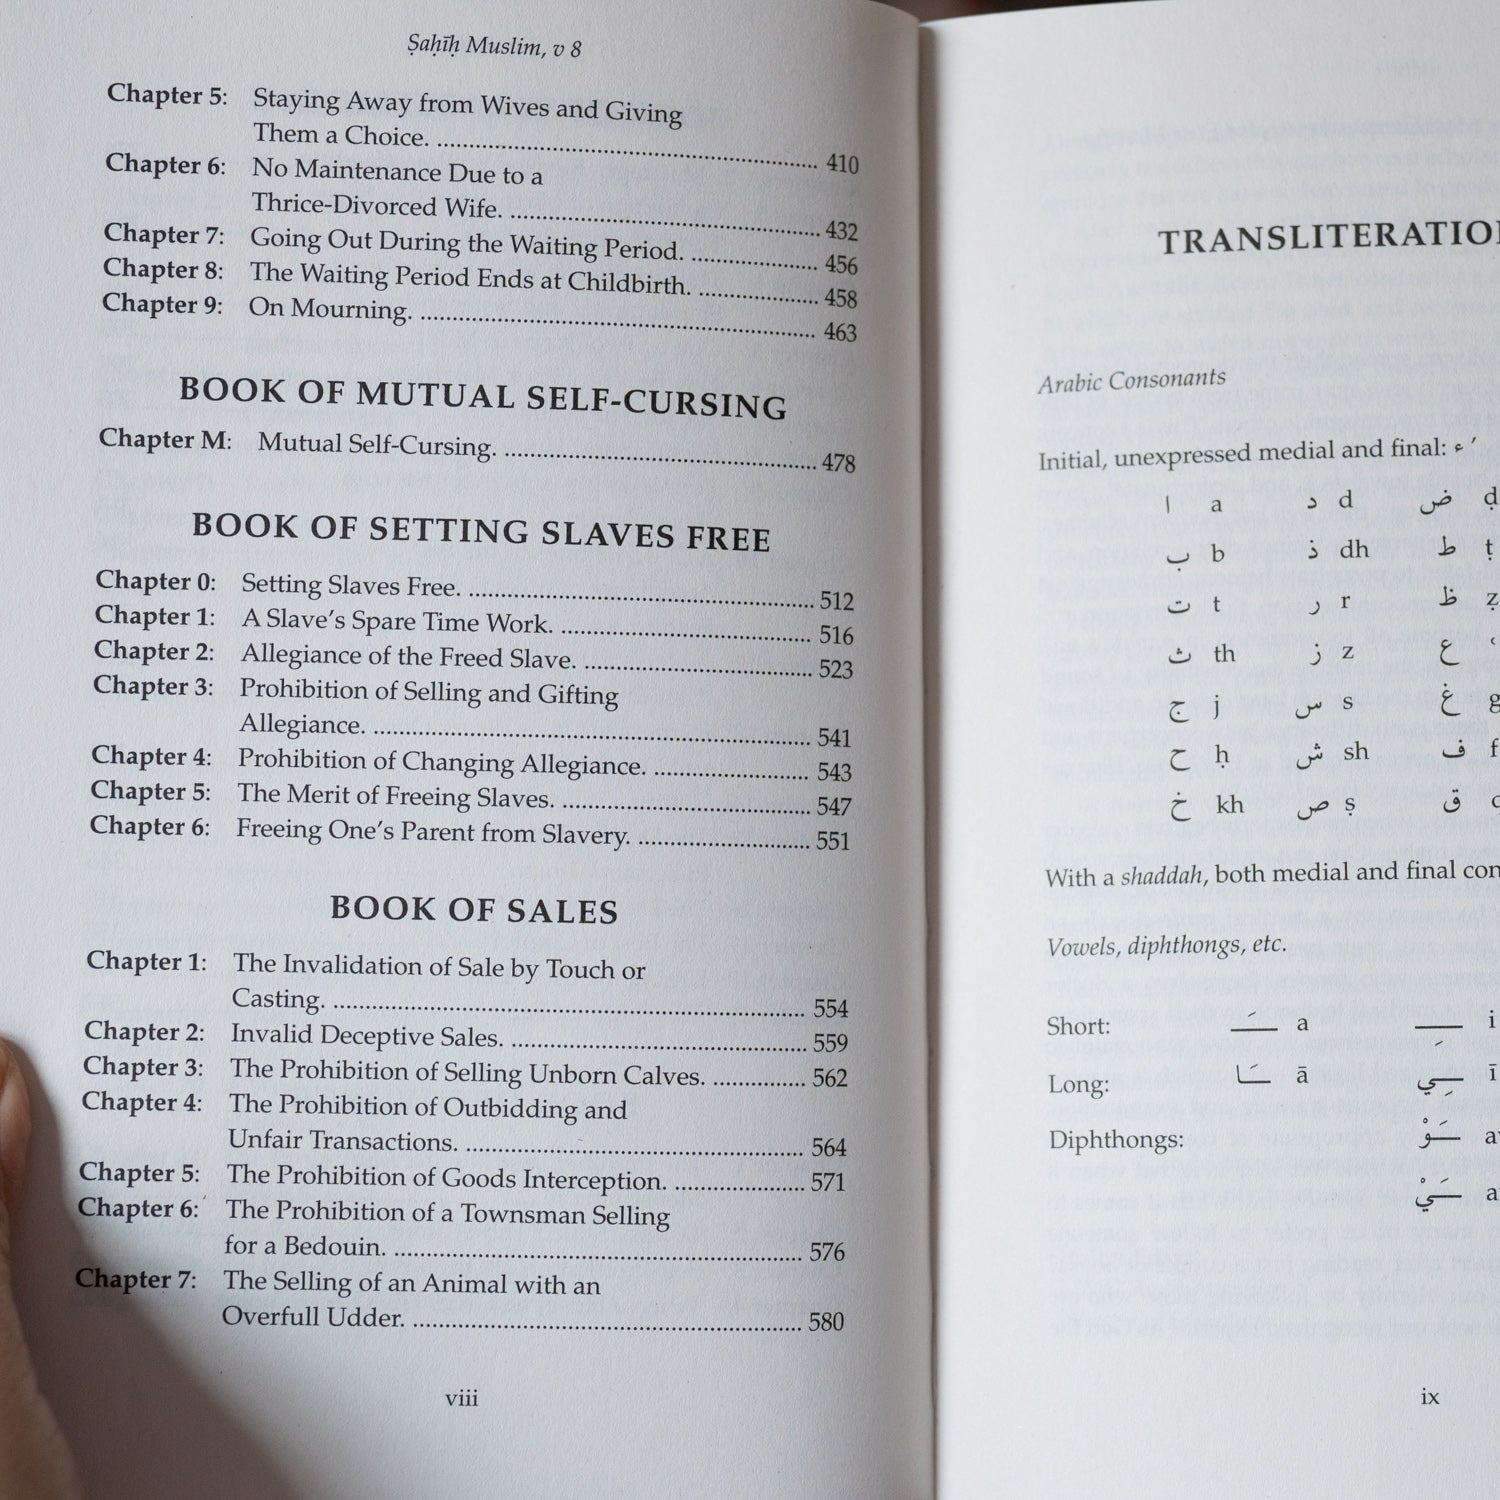 Ṣaḥīḥ Muslim, v 8
Chapter 5: Staying Away from Wives and Giving
Them a Choice. .......... 410
Chapter 6: No Maintenance Due to a
Thrice-Divorced Wife. .......... 432
Chapter 7: Going Out During the Waiting Period. .......... 456
Chapter 8: The Waiting Period Ends at Childbirth. .......... 458
Chapter 9: On Mourning. .......... 463
BOOK OF MUTUAL SELF-CURSING
Chapter M: Mutual Self-Cursing. .......... 478
BOOK OF SETTING SLAVES FREE
Chapter 0: Setting Slaves Free. .......... 512
Chapter 1: A Slave's Spare Time Work. .......... 516
Chapter 2: Allegiance of the Freed Slave. .......... 523
Chapter 3: Prohibition of Selling and Gifting
Allegiance. .......... 541
Chapter 4: Prohibition of Changing Allegiance. .......... 543
Chapter 5: The Merit of Freeing Slaves. .......... 547
Chapter 6: Freeing One's Parent from Slavery. .......... 551
BOOK OF SALES
Chapter 1: The Invalidation of Sale by Touch or
Casting. .......... 554
Chapter 2: Invalid Deceptive Sales. .......... 559
Chapter 3: The Prohibition of Selling Unborn Calves. .......... 562
Chapter 4: The Prohibition of Outbidding and
Unfair Transactions. .......... 564
Chapter 5: The Prohibition of Goods Interception. .......... 571
Chapter 6: The Prohibition of a Townsman Selling
for a Bedouin. .......... 576
Chapter 7: The Selling of an Animal with an
Overfull Udder. .......... 580
viii
TRANSLITERATIO
Arabic Consonants
Initial, unexpressed medial and final: ء ʾ
ا a د d ض ḍ
ب b ذ dh ط ṭ
ت t ر r ظ ẓ
ث th ز z ع ʿ
ج j س s غ g
ح ḥ ش sh ف f
خ kh ص ṣ ق
With a shaddah, both medial and final con
Vowels, diphthongs, etc.
Short: ـَ a ـِ i
Long: ـَا ā ـِي ī
Diphthongs: ـَوْ a
ـَيْ a
ix